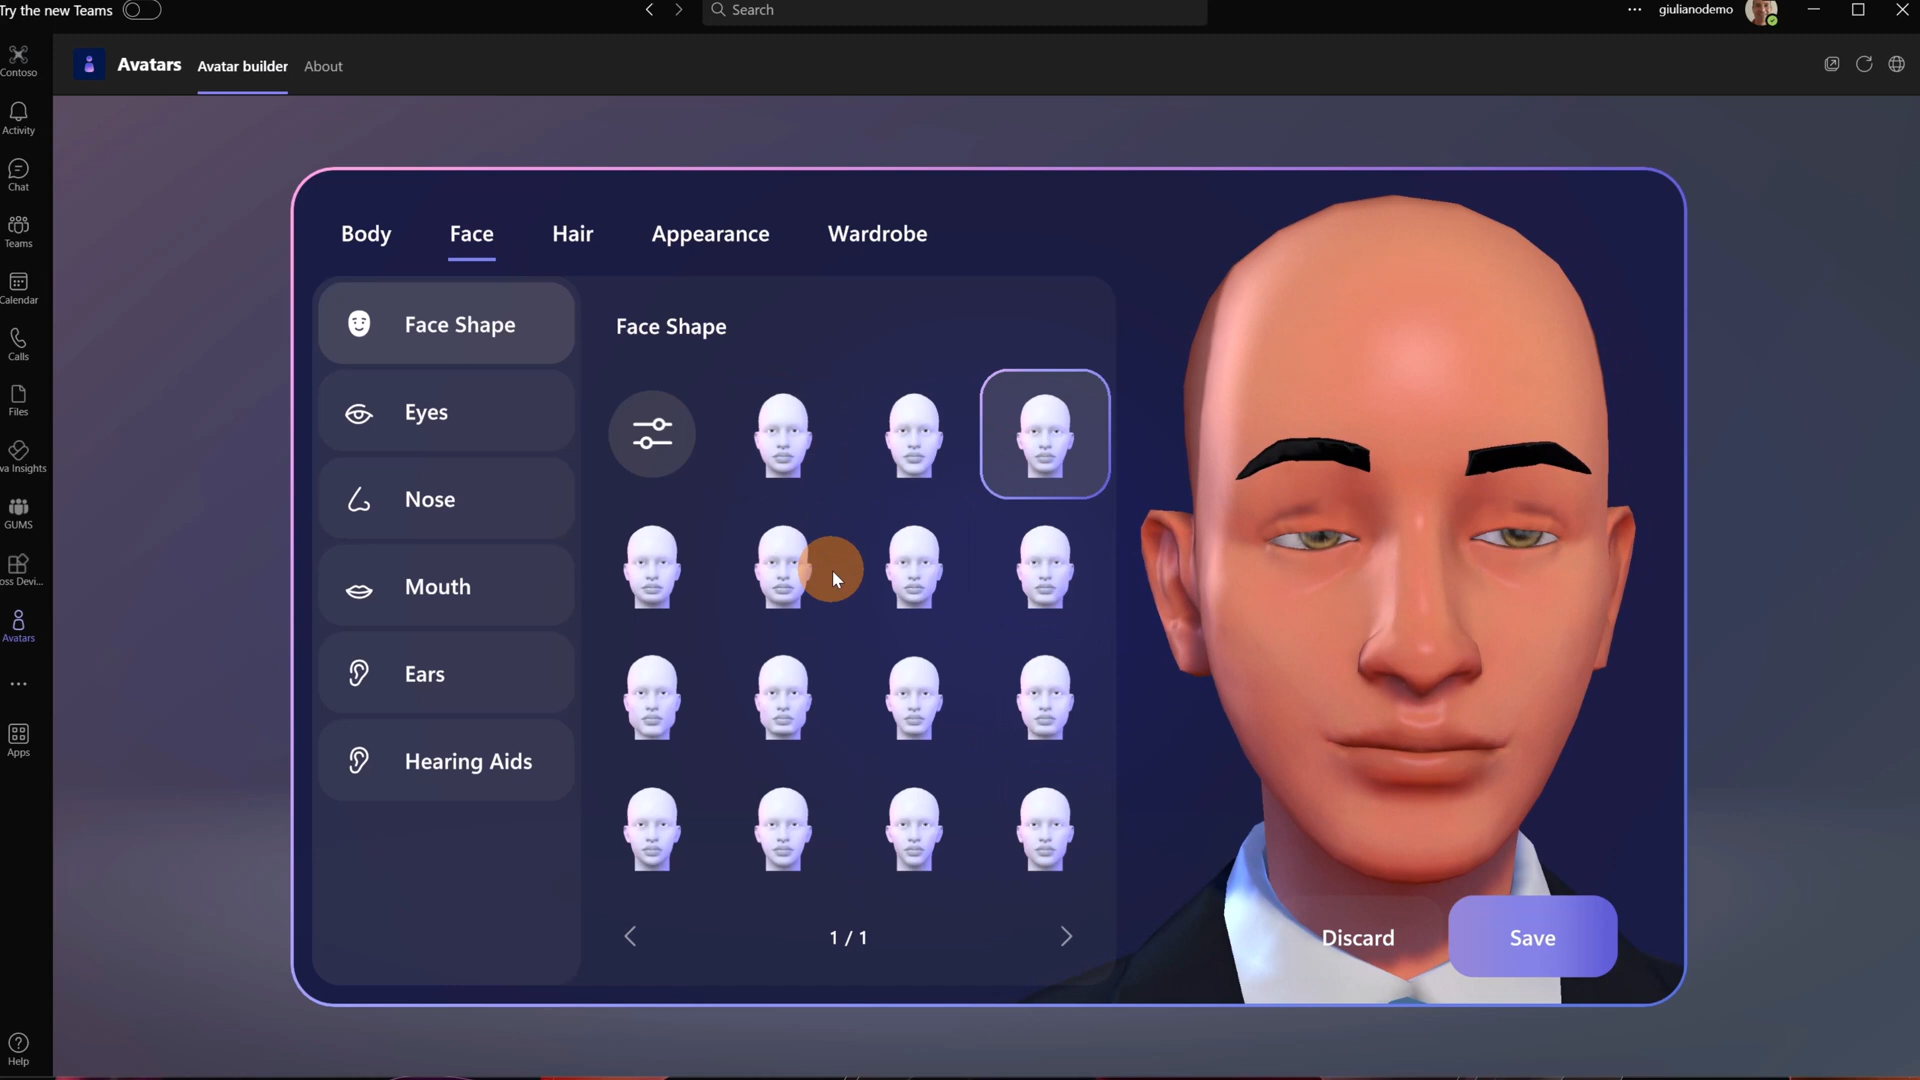 Try the new Teams
Search
giulianodemo
Contoso
Avatars
Avatar builder
About
Activity
Chat
Teams
Calendar
Calls
Files
va Insights
GUMS
oss Devi...
Avatars
Apps
Help
Body
Face
Hair
Appearance
Wardrobe
Face Shape
Eyes
Nose
Mouth
Ears
Hearing Aids
Face Shape
1 / 1
Discard
Save